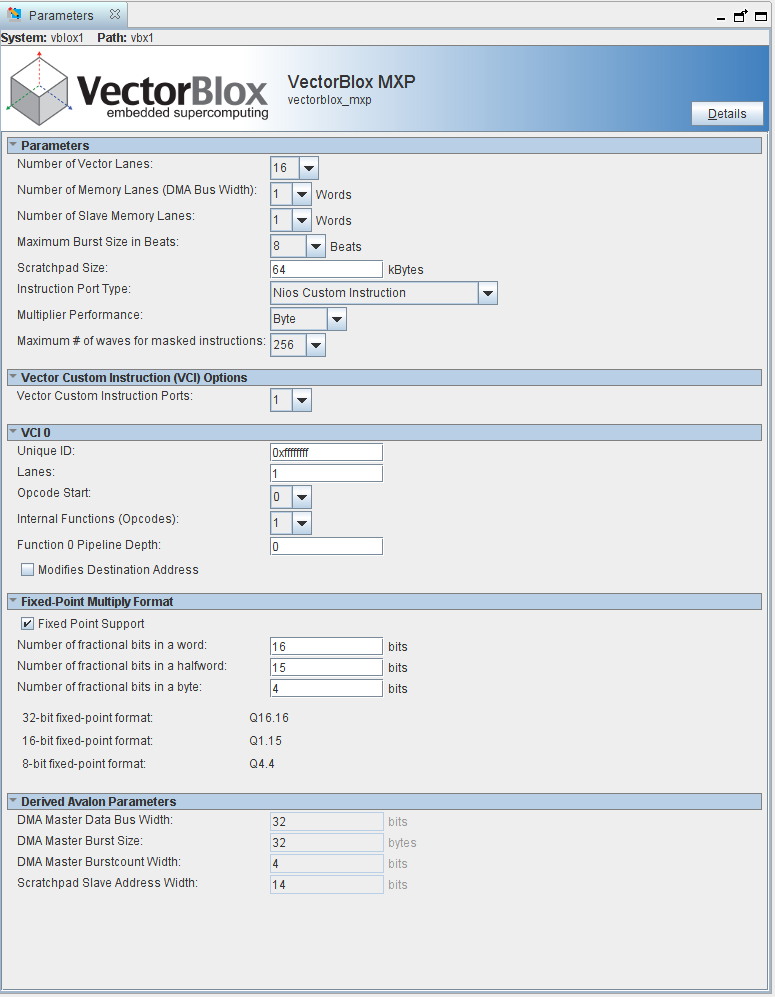 Parameters
System: vblox1 Path: vbx1
VectorBlox
embedded supercomputing
VectorBlox MXP
vectorblox_mxp
Details
Parameters
Number of Vector Lanes: 16
Number of Memory Lanes (DMA Bus Width): 1 Words
Number of Slave Memory Lanes: 1 Words
Maximum Burst Size in Beats: 8 Beats
Scratchpad Size: 64 kBytes
Instruction Port Type: Nios Custom Instruction
Multiplier Performance: Byte
Maximum # of waves for masked instructions: 256
Vector Custom Instruction (VCI) Options
Vector Custom Instruction Ports: 1
VCI 0
Unique ID: 0xffffffff
Lanes: 1
Opcode Start: 0
Internal Functions (Opcodes): 1
Function 0 Pipeline Depth: 0
Modifies Destination Address
Fixed-Point Multiply Format
Fixed Point Support
Number of fractional bits in a word: 16 bits
Number of fractional bits in a halfword: 15 bits
Number of fractional bits in a byte: 4 bits
32-bit fixed-point format: Q16.16
16-bit fixed-point format: Q1.15
8-bit fixed-point format: Q4.4
Derived Avalon Parameters
DMA Master Data Bus Width: 32 bits
DMA Master Burst Size: 32 bytes
DMA Master Burstcount Width: 4 bits
Scratchpad Slave Address Width: 14 bits